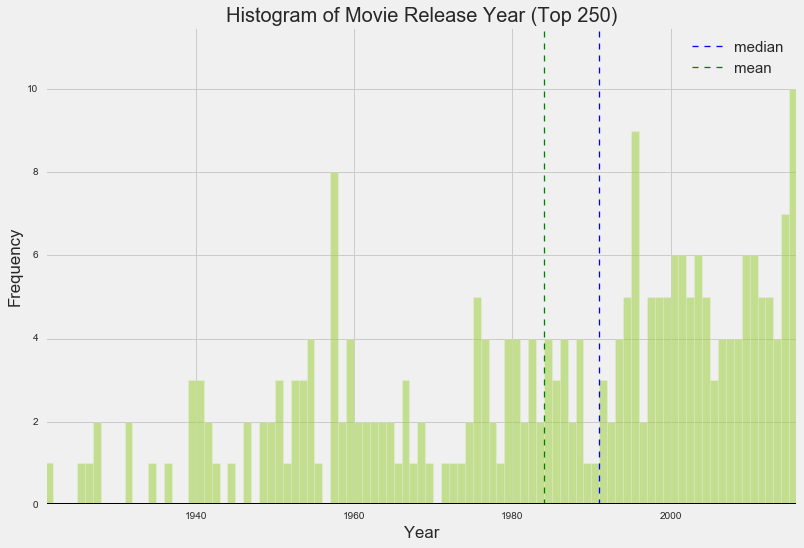 Histogram of Movie Release Year (Top 250)
median
mean
10
8
6
4
2
0
Frequency
1940
1960
1980
2000
Year